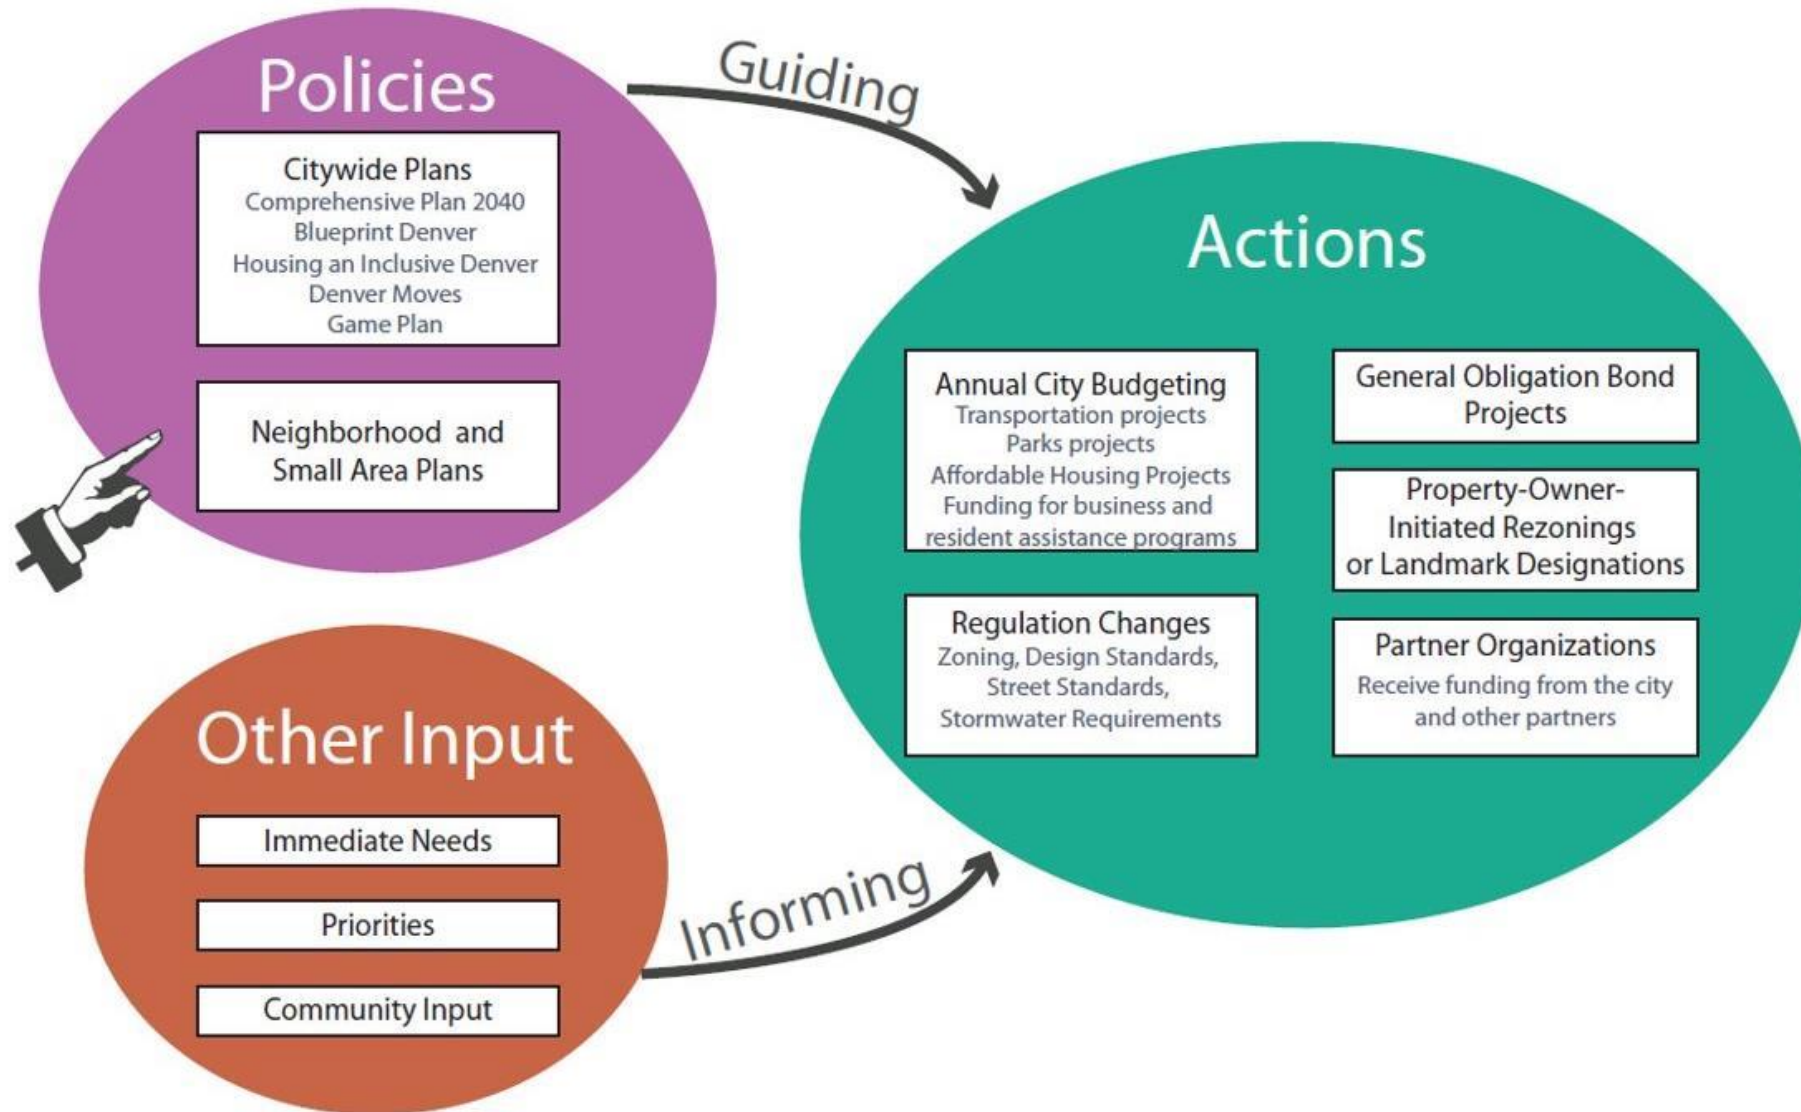 Policies
Citywide Plans
Comprehensive Plan 2040
Blueprint Denver
Housing an Inclusive Denver
Denver Moves
Game Plan
Neighborhood and
Small Area Plans
Guiding
Other Input
Immediate Needs
Priorities
Community Input
Informing
Actions
Annual City Budgeting
Transportation projects
Parks projects
Affordable Housing Projects
Funding for business and
resident assistance programs
Regulation Changes
Zoning, Design Standards,
Street Standards,
Stormwater Requirements
General Obligation Bond
Projects
Property-Owner-
Initiated Rezonings
or Landmark Designations
Partner Organizations
Receive funding from the city
and other partners